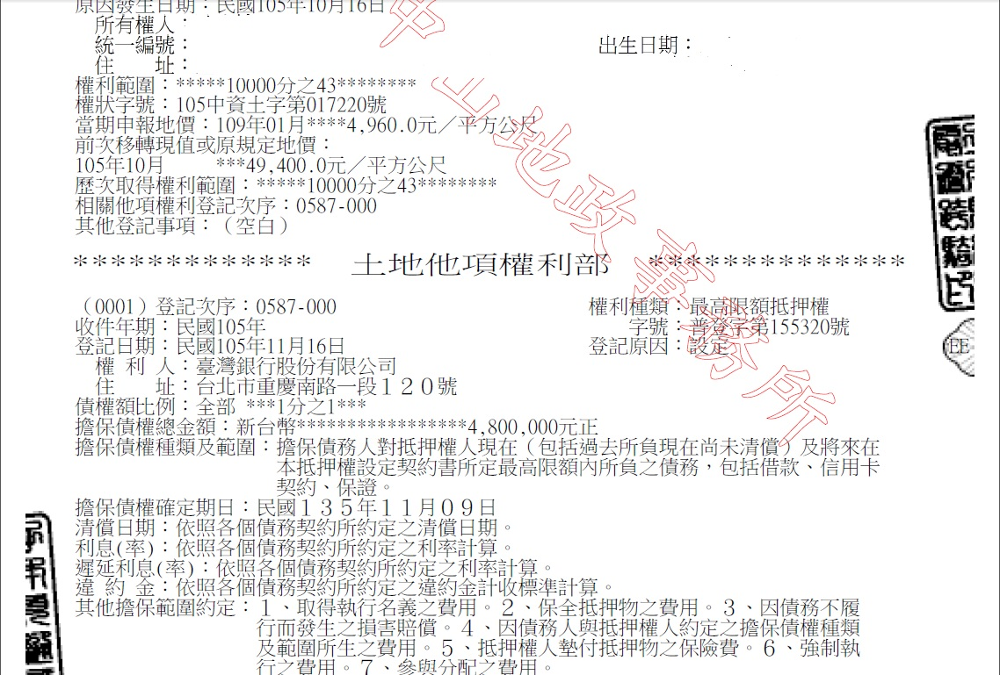 原因發生日期：民國105年10月16日
所有權人：
統一編號：　出生日期：
住　　址：
權利範圍：*****10000分之43********
權狀字號：105中資土字第017220號
當期申報地價：109年01月****4,960.0元／平方公尺
前次移轉現值或原規定地價：
105年10月　　***49,400.0元／平方公尺
歷次取得權利範圍：*****10000分之43********
相關他項權利登記次序：0587-000
其他登記事項：（空白）
*************　土地他項權利部　**************
（0001）登記次序：0587-000　權利種類：最高限額抵押權
收件年期：民國105年　字號：普登字第155320號
登記日期：民國105年11月16日　登記原因：設定
權 利 人：臺灣銀行股份有限公司
住　　址：台北市重慶南路一段１２０號
債權額比例：全部 ***1分之1***
擔保債權總金額：新台幣*****************4,800,000元正
擔保債權種類及範圍：擔保債務人對抵押權人現在（包括過去所負現在尚未清償）及將來在
本抵押權設定契約書所定最高限額內所負之債務，包括借款、信用卡
契約、保證。
擔保債權確定期日：民國１３５年１１月０９日
清償日期：依照各個債務契約所約定之清償日期。
利息(率)：依照各個債務契約所約定之利率計算。
遲延利息(率)：依照各個債務契約所約定之利率計算。
違 約 金：依照各個債務契約所約定之違約金計收標準計算。
其他擔保範圍約定：１、取得執行名義之費用。２、保全抵押物之費用。３、因債務不履
行而發生之損害賠償。４、因債務人與抵押權人約定之擔保債權種類
及範圍所生之費用。５、抵押權人墊付抵押物之保險費。６、強制執
行之費用。７、參與分配之費用。
中山地政事務所
EE